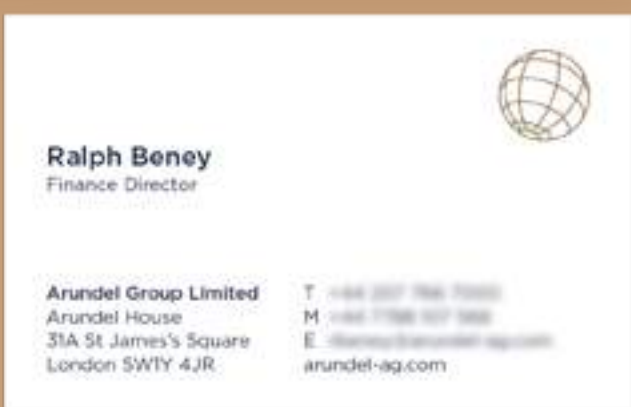 Ralph Beney
Finance Director
Arundel Group Limited
Arundel House
31A St James's Square
London SW1Y 4JR
T
M
E
arundel-ag.com